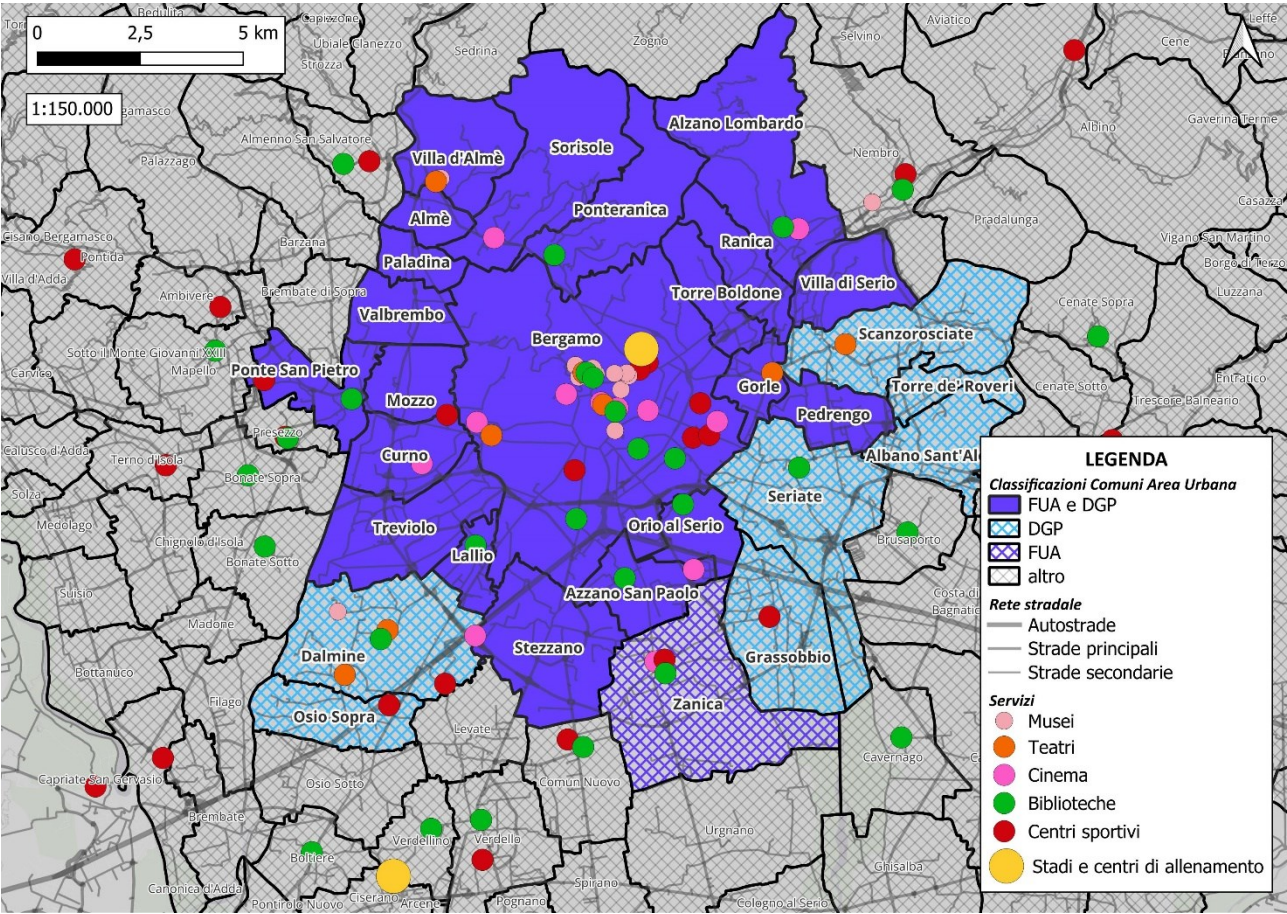 Bedulita
Capizzone
Aviatico
Leffe
0 2,5 5 km
Ubiale Clanezzo
Sedrina
Zogno
Selvino
Cene
Strozza
1:150.000
Almenno San Salvatore
Alzano Lombardo
Albino
Gaverina Terme
Palazzago
Villa d'Almè
Sorisole
Nembro
Casazza
Almè
Ponteranica
Pradalunga
Cisano Bergamasco
Barzana
Ranica
Vigano San Martino
Pontida
Paladina
Borgo di Terzo
Villa d'Adda
Ambivere
Brembate di Sopra
Torre Boldone
Villa di Serio
Luzzana
Valbrembo
Cenate Sopra
Sotto il Monte Giovanni XXIII
Bergamo
Scanzorosciate
Carvico
Mapello
Ponte San Pietro
Entratico
Mozzo
Gorle
Torre de' Roveri
Cenate Sotto
Trescore Balneario
Presezzo
Pedrengo
Calusco d'Adda
Terno d'Isola
Curno
Albano Sant'Ale
Bonate Sopra
Solza
Seriate
Medolago
Treviolo
Orio al Serio
Chignolo d'Isola
Lallio
Brusaporto
Bonate Sotto
Suisio
Azzano San Paolo
Costa di
Madone
Bagnatic
Bottanuco
Dalmine
Stezzano
Grassobbio
Filago
Osio Sopra
Zanica
Levate
Capriate San Gervasio
Osio Sotto
Comun Nuovo
Cavernago
Brembate
Verdellino
Verdello
Urgnano
Boltiere
Ghisalba
Canonica d'Adda
Ciserano
Spirano
Pontirolo Nuovo
Arcene
Pognano
Cologno al Serio
LEGENDA
Classificazioni Comuni Area Urbana
FUA e DGP
DGP
FUA
altro
Rete stradale
Autostrade
Strade principali
Strade secondarie
Servizi
Musei
Teatri
Cinema
Biblioteche
Centri sportivi
Stadi e centri di allenamento